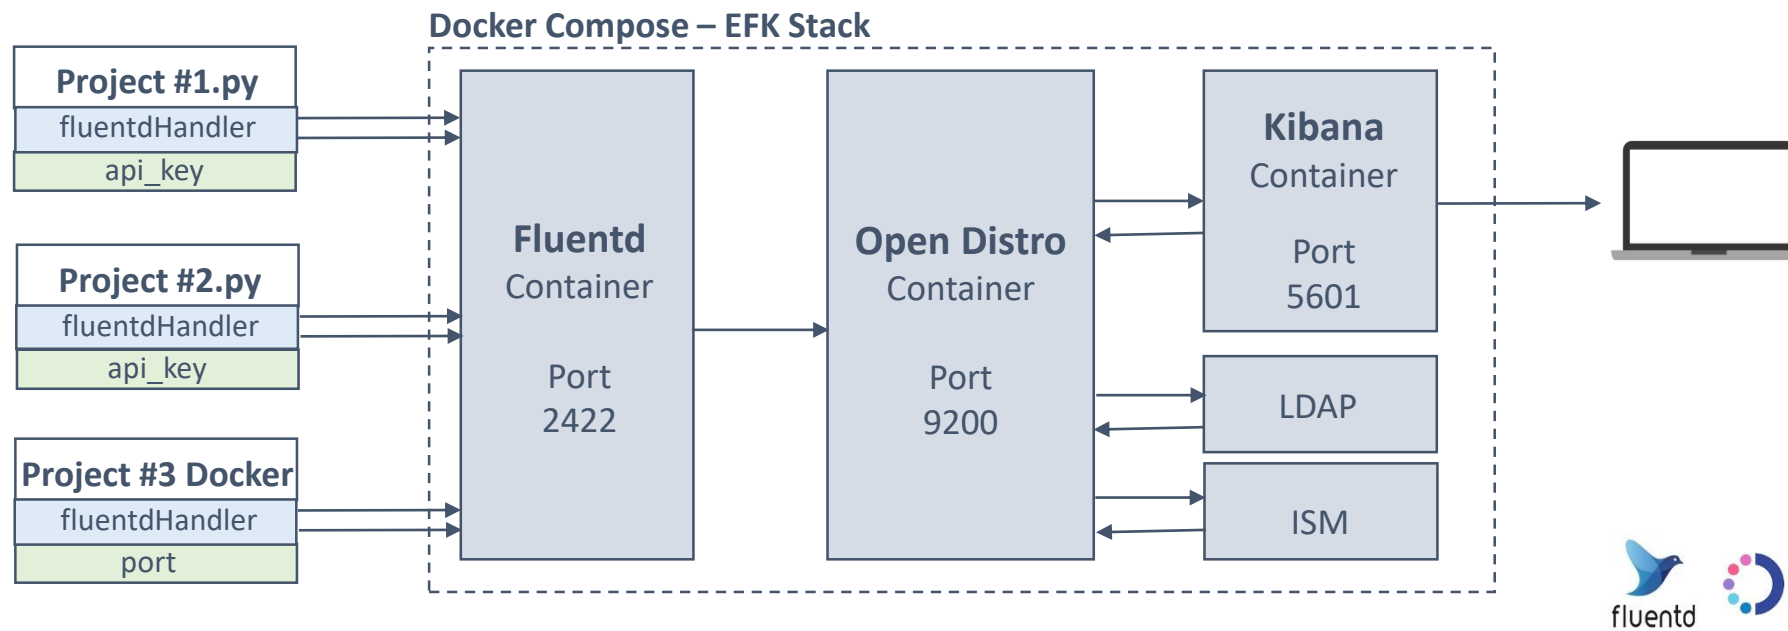 Docker Compose – EFK Stack
Project #1.py
fluentdHandler
api_key
Project #2.py
fluentdHandler
api_key
Project #3 Docker
fluentdHandler
port
Fluentd
Container
Port
2422
Open Distro
Container
Port
9200
Kibana
Container
Port
5601
LDAP
ISM
fluentd